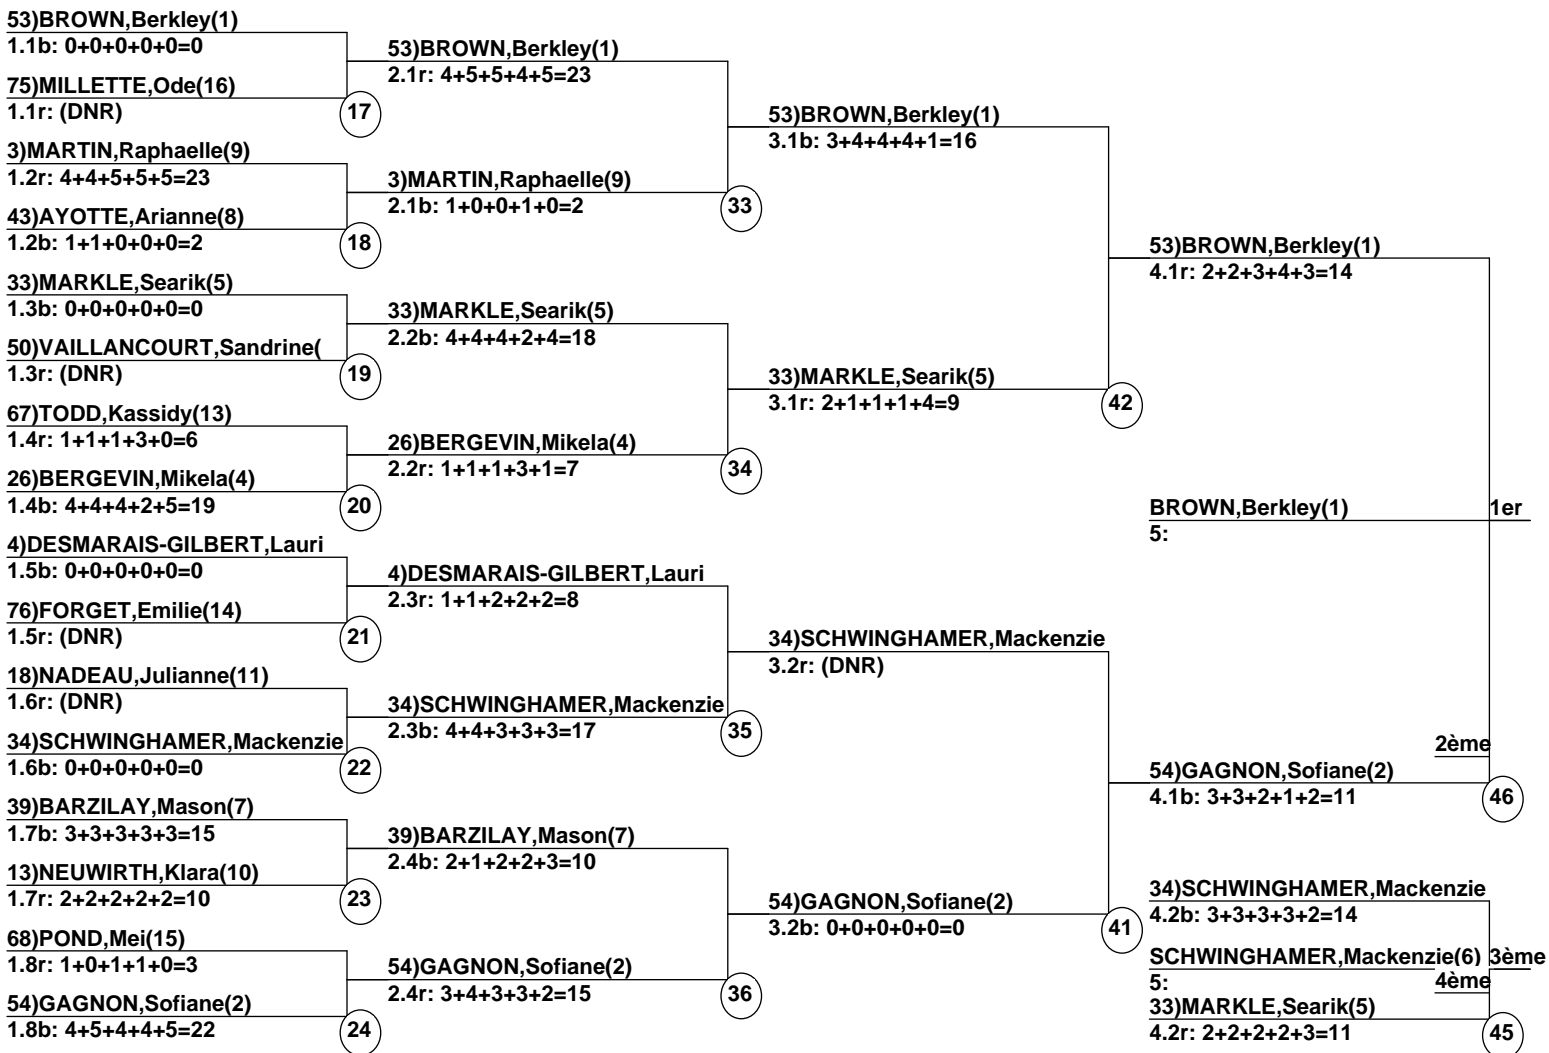 53)BROWN,Berkley(1)
1.1b: 0+0+0+0+0=0
75)MILLETTE,Ode(16)
1.1r: (DNR)
17
3)MARTIN,Raphaelle(9)
1.2r: 4+4+5+5+5=23
43)AYOTTE,Arianne(8)
1.2b: 1+1+0+0+0=2
18
33)MARKLE,Searik(5)
1.3b: 0+0+0+0+0=0
50)VAILLANCOURT,Sandrine(
1.3r: (DNR)
19
67)TODD,Kassidy(13)
1.4r: 1+1+1+3+0=6
26)BERGEVIN,Mikela(4)
1.4b: 4+4+4+2+5=19
20
4)DESMARAIS-GILBERT,Lauri
1.5b: 0+0+0+0+0=0
76)FORGET,Emilie(14)
1.5r: (DNR)
21
18)NADEAU,Julianne(11)
1.6r: (DNR)
34)SCHWINGHAMER,Mackenzie
1.6b: 0+0+0+0+0=0
22
39)BARZILAY,Mason(7)
1.7b: 3+3+3+3+3=15
13)NEUWIRTH,Klara(10)
1.7r: 2+2+2+2+2=10
23
68)POND,Mei(15)
1.8r: 1+0+1+1+0=3
54)GAGNON,Sofiane(2)
1.8b: 4+5+4+4+5=22
24
53)BROWN,Berkley(1)
2.1r: 4+5+5+4+5=23
3)MARTIN,Raphaelle(9)
2.1b: 1+0+0+1+0=2
33
33)MARKLE,Searik(5)
2.2b: 4+4+4+2+4=18
26)BERGEVIN,Mikela(4)
2.2r: 1+1+1+3+1=7
34
4)DESMARAIS-GILBERT,Lauri
2.3r: 1+1+2+2+2=8
34)SCHWINGHAMER,Mackenzie
2.3b: 4+4+3+3+3=17
35
39)BARZILAY,Mason(7)
2.4b: 2+1+2+2+3=10
54)GAGNON,Sofiane(2)
2.4r: 3+4+3+3+2=15
36
53)BROWN,Berkley(1)
3.1b: 3+4+4+4+1=16
33)MARKLE,Searik(5)
3.1r: 2+1+1+1+4=9
42
34)SCHWINGHAMER,Mackenzie
3.2r: (DNR)
54)GAGNON,Sofiane(2)
3.2b: 0+0+0+0+0=0
41
53)BROWN,Berkley(1)
4.1r: 2+2+3+4+3=14
BROWN,Berkley(1) 1er
5:
2ème
54)GAGNON,Sofiane(2)
4.1b: 3+3+2+1+2=11
46
34)SCHWINGHAMER,Mackenzie
4.2b: 3+3+3+3+2=14
SCHWINGHAMER,Mackenzie(6) 3ème
5: 4ème
33)MARKLE,Searik(5)
4.2r: 2+2+2+2+3=11
45